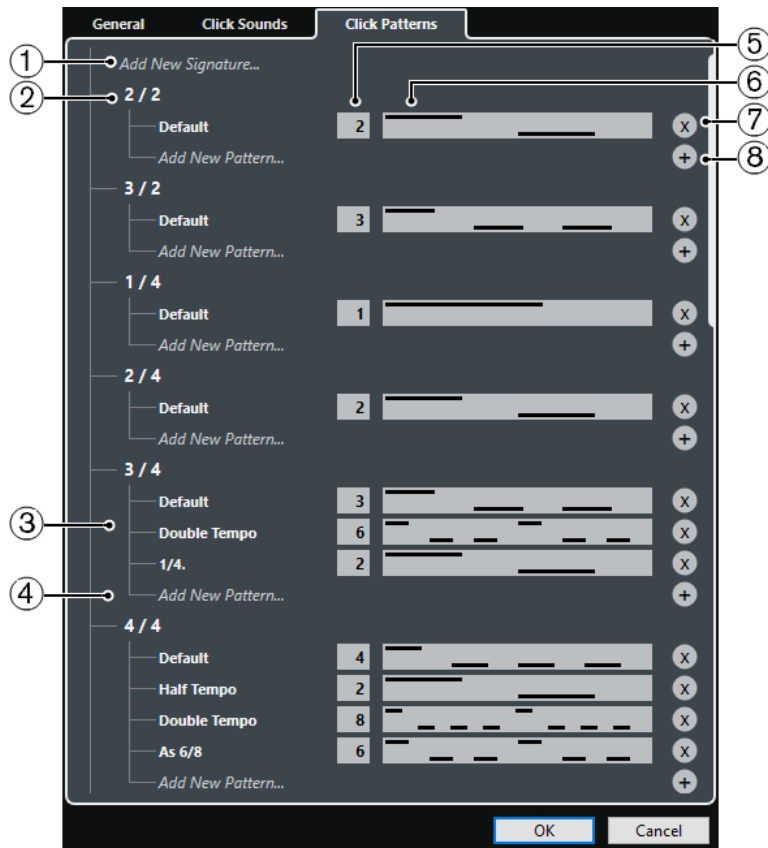 General Click Sounds Click Patterns
① Add New Signature... ⑤
② 2 / 2 ⑥
Default 2 X ⑦
Add New Pattern... + ⑧
3 / 2
Default 3 X
Add New Pattern... +
1 / 4
Default 1 X
Add New Pattern... +
2 / 4
Default 2 X
Add New Pattern... +
3 / 4
Default 3 X
③ Double Tempo 6 X
1/4. 2 X
④ Add New Pattern... +
4 / 4
Default 4 X
Half Tempo 2 X
Double Tempo 8 X
As 6/8 6 X
Add New Pattern... +
OK Cancel